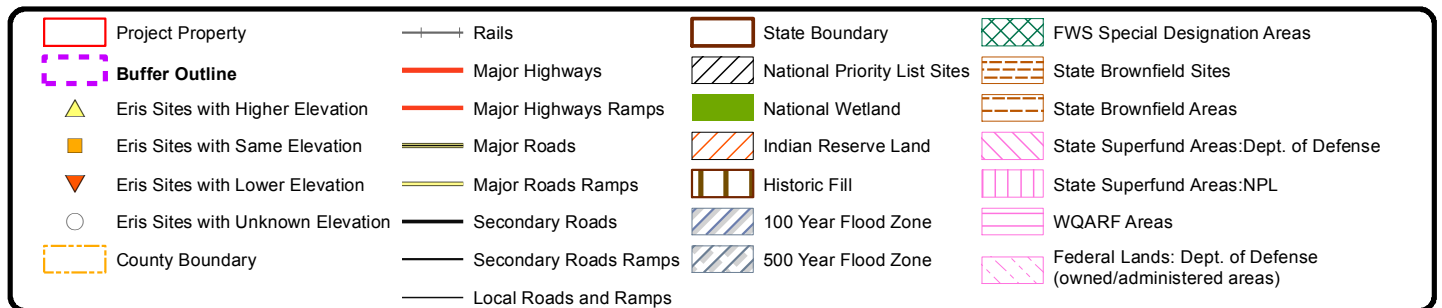 Project Property
Buffer Outline
Eris Sites with Higher Elevation
Eris Sites with Same Elevation
Eris Sites with Lower Elevation
Eris Sites with Unknown Elevation
County Boundary
Rails
Major Highways
Major Highways Ramps
Major Roads
Major Roads Ramps
Secondary Roads
Secondary Roads Ramps
Local Roads and Ramps
State Boundary
National Priority List Sites
National Wetland
Indian Reserve Land
Historic Fill
100 Year Flood Zone
500 Year Flood Zone
FWS Special Designation Areas
State Brownfield Sites
State Brownfield Areas
State Superfund Areas:Dept. of Defense
State Superfund Areas:NPL
WQARF Areas
Federal Lands: Dept. of Defense
(owned/administered areas)